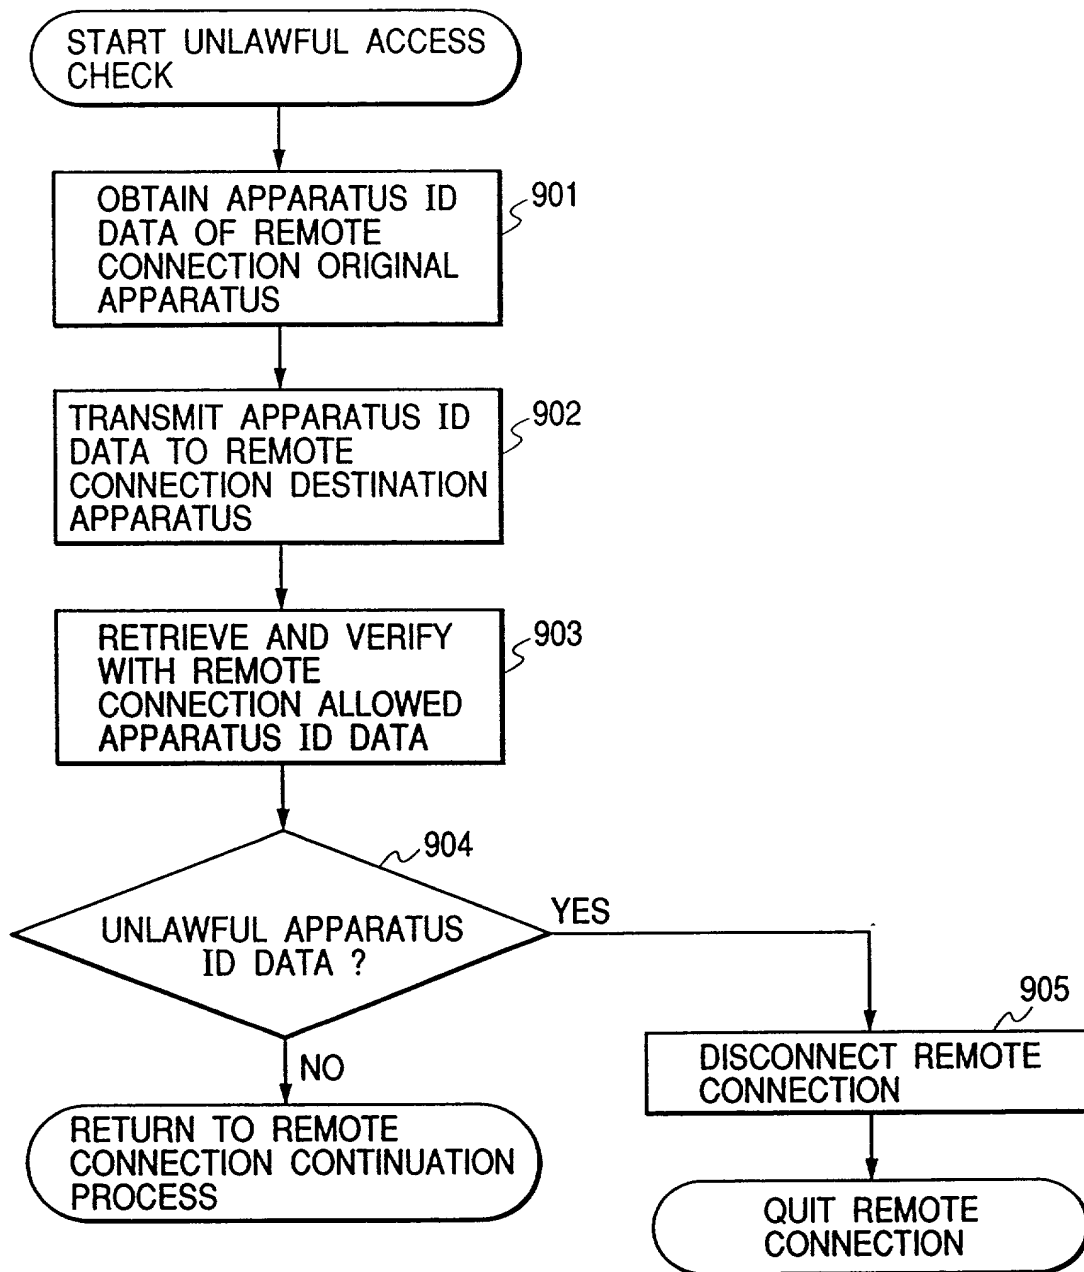 START UNLAWFUL ACCESS
CHECK
OBTAIN APPARATUS ID
DATA OF REMOTE
CONNECTION ORIGINAL
APPARATUS
901
TRANSMIT APPARATUS ID
DATA TO REMOTE
CONNECTION DESTINATION
APPARATUS
902
RETRIEVE AND VERIFY
WITH REMOTE
CONNECTION ALLOWED
APPARATUS ID DATA
903
904
UNLAWFUL APPARATUS
ID DATA ?
YES
NO
905
DISCONNECT REMOTE
CONNECTION
RETURN TO REMOTE
CONNECTION CONTINUATION
PROCESS
QUIT REMOTE
CONNECTION